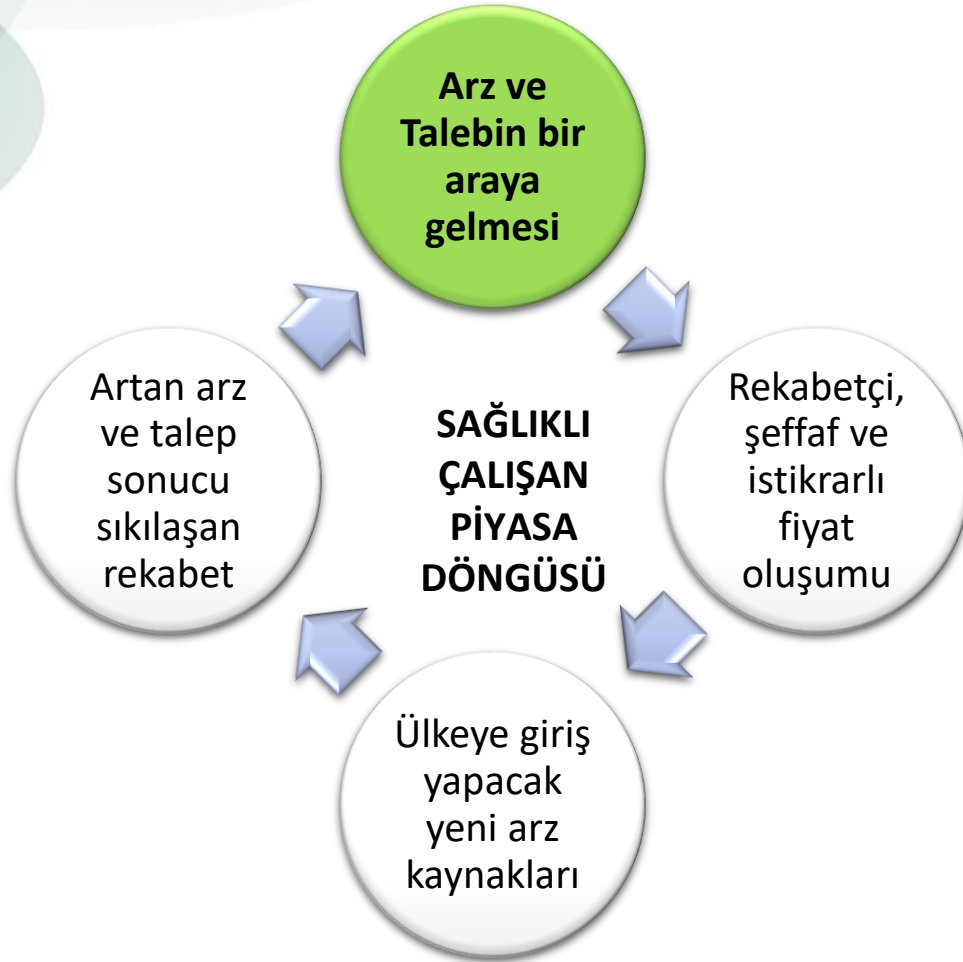 Arz ve
Talebin bir
araya
gelmesi
Rekabetçi,
şeffaf ve
istikrarlı
fiyat
oluşumu
Ülkeye giriş
yapacak
yeni arz
kaynakları
Artan arz
ve talep
sonucu
sıkılaşan
rekabet
SAĞLIKLI
ÇALIŞAN
PİYASA
DÖNGÜSÜ